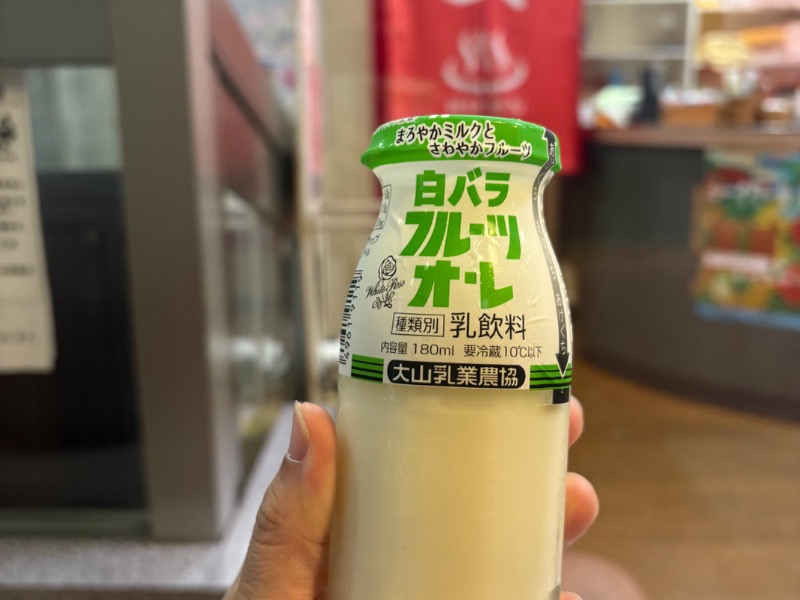 まろやかミルクと
さわやかフルーツ
白バラ
フルーツ
オ・レ
White Rose
種類別 乳飲料
内容量 180ml 要冷蔵10℃以下
大山乳業農協